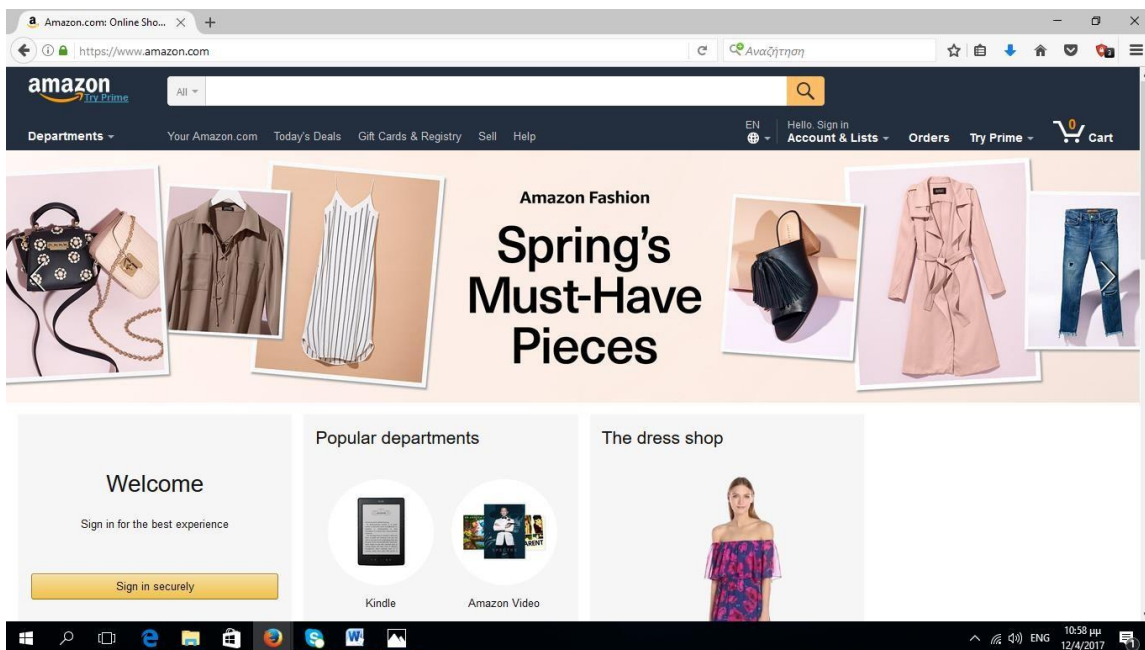 Amazon.com: Online Sho...
https://www.amazon.com
Αναζήτηση
amazon
Try Prime
All
Departments
Your Amazon.com
Today's Deals
Gift Cards & Registry
Sell
Help
EN
Hello. Sign in
Account & Lists
Orders
Try Prime
0
Cart
Amazon Fashion
Spring's
Must-Have
Pieces
Welcome
Sign in for the best experience
Sign in securely
Popular departments
Kindle
Amazon Video
The dress shop
ENG
10:58 μμ
12/4/2017